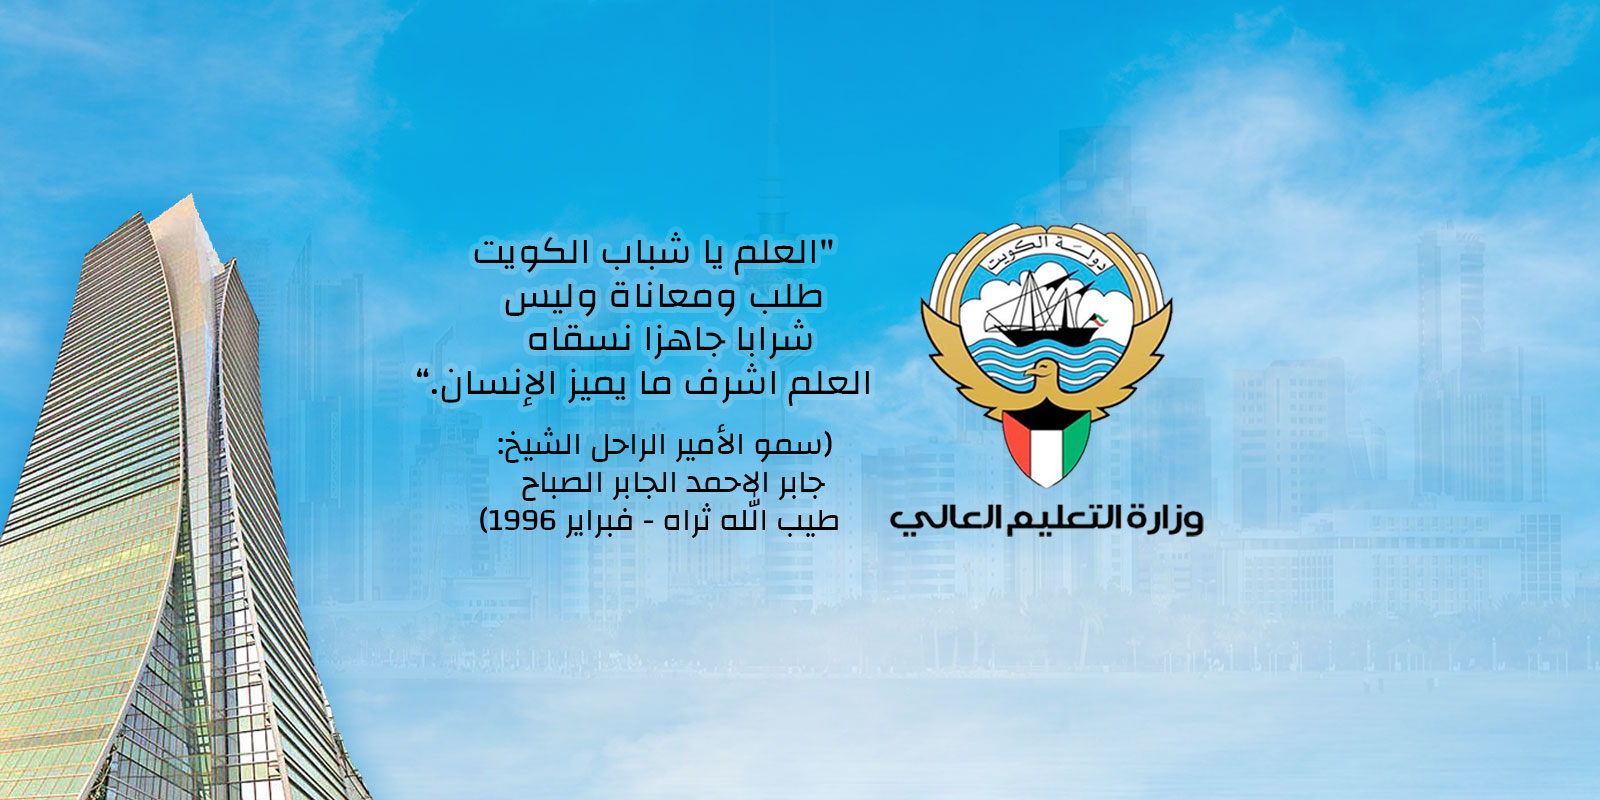 "العلم يا شباب الكويت
طلب ومعاناة وليس
شرابا جاهزا نسقاه
العلم اشرف ما يميز الإنسان.“
(سمو الأمير الراحل الشيخ:
جابر الاحمد الجابر الصباح
طيب الله ثراه - فبراير 1996)
دولة الكويت
وزارة التعليم العالي